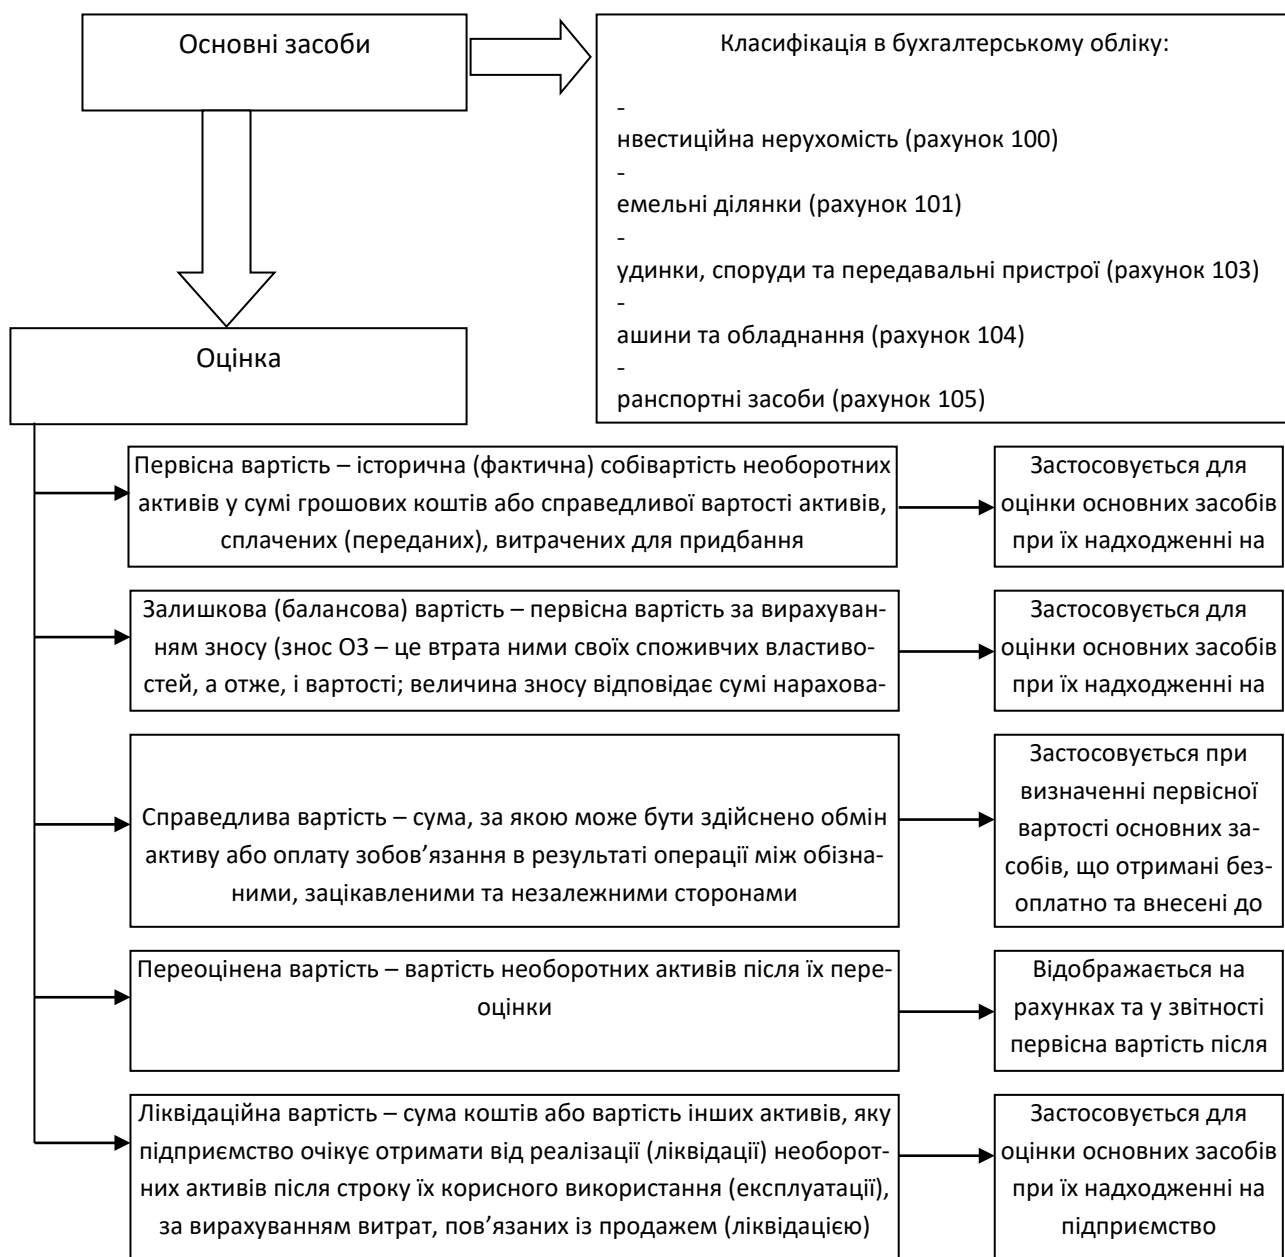 Основні засоби
Класифікація в бухгалтерському обліку:
-
нвестиційна нерухомість (рахунок 100)
-
емельні ділянки (рахунок 101)
-
удинки, споруди та передавальні пристрої (рахунок 103)
-
ашини та обладнання (рахунок 104)
-
ранспортні засоби (рахунок 105)
Оцінка
Первісна вартість – історична (фактична) собівартість необоротних
активів у сумі грошових коштів або справедливої вартості активів,
сплачених (переданих), витрачених для придбання
Застосовується для
оцінки основних засобів
при їх надходженні на
Залишкова (балансова) вартість – первісна вартість за вирахуван-
ням зносу (знос ОЗ – це втрата ними своїх споживчих властиво-
стей, а отже, і вартості; величина зносу відповідає сумі нарахова-
Застосовується для
оцінки основних засобів
при їх надходженні на
Справедлива вартість – сума, за якою може бути здійснено обмін
активу або оплату зобов’язання в результаті операції між обізна-
ними, зацікавленими та незалежними сторонами
Застосовується при
визначенні первісної
вартості основних за-
собів, що отримані без-
оплатно та внесені до
Переоцінена вартість – вартість необоротних активів після їх пере-
оцінки
Відображається на
рахунках та у звітності
первісна вартість після
Ліквідаційна вартість – сума коштів або вартість інших активів, яку
підприємство очікує отримати від реалізації (ліквідації) необорот-
них активів після строку їх корисного використання (експлуатації),
за вирахуванням витрат, пов’язаних із продажем (ліквідацією)
Застосовується для
оцінки основних засобів
при їх надходженні на
підприємство